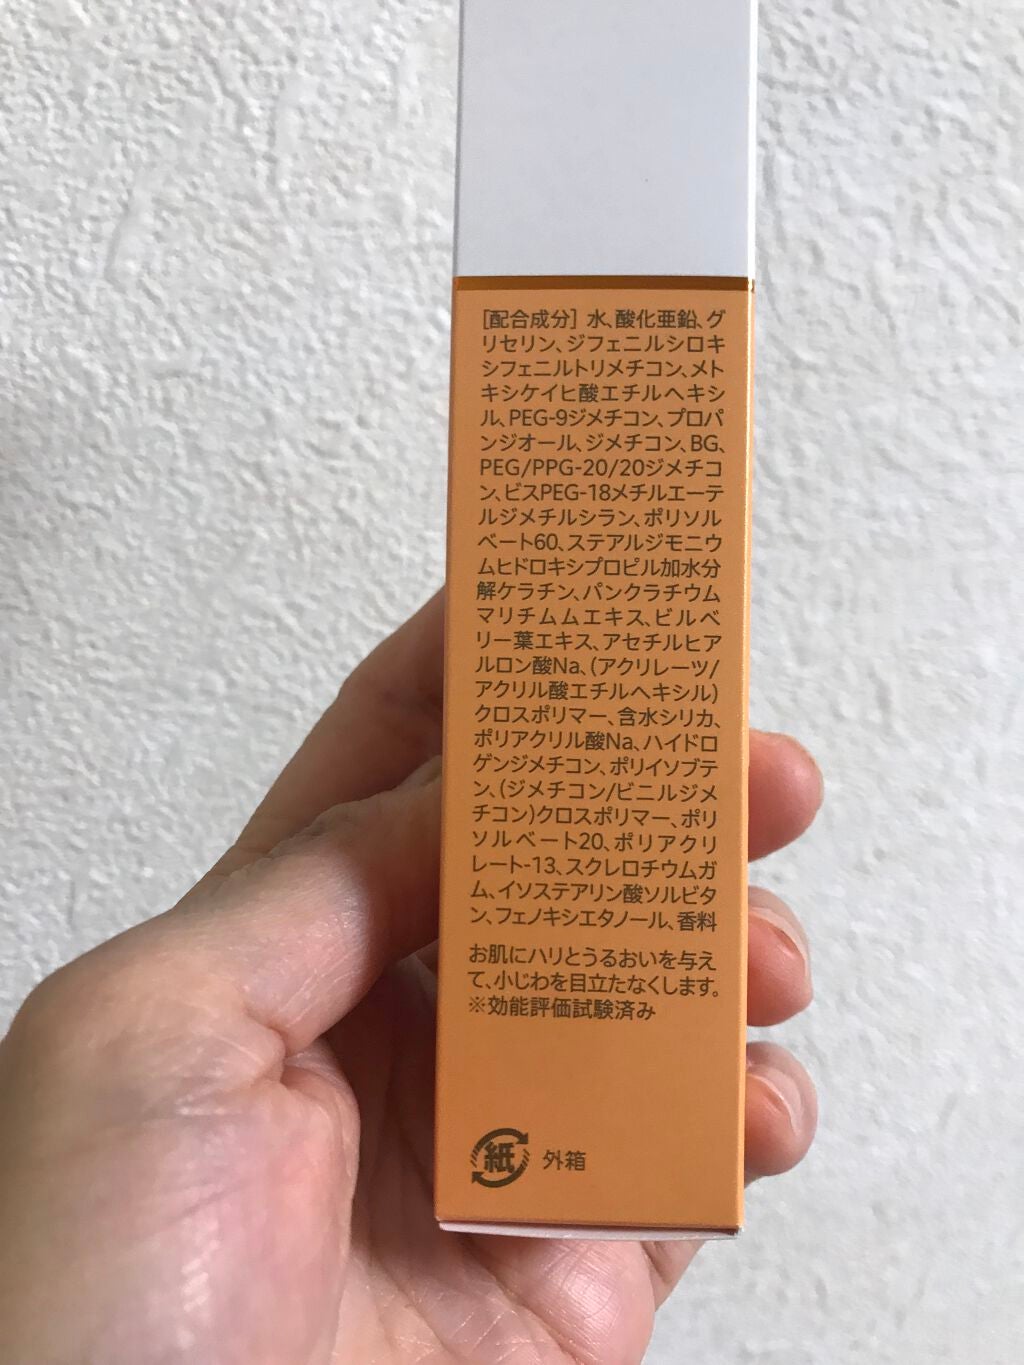 [配合成分] 水、酸化亜鉛、グ
リセリン、ジフェニルシロキ
シフェニルトリメチコン、メト
キシケイヒ酸エチルヘキシ
ル、PEG-9ジメチコン、プロパ
ンジオール、ジメチコン、BG、
PEG/PPG-20/20ジメチコ
ン、ビスPEG-18メチルエーテ
ルジメチルシラン、ポリソル
ベート60、ステアルジモニウ
ムヒドロキシプロピル加水分
解ケラチン、パンクラチウム
マリチムムエキス、ビルベ
リー葉エキス、アセチルヒア
ルロン酸Na、(アクリレーツ/
アクリル酸エチルヘキシル)
クロスポリマー、含水シリカ、
ポリアクリル酸Na、ハイドロ
ゲンジメチコン、ポリイソブテ
ン、(ジメチコン/ビニルジメ
チコン)クロスポリマー、ポリ
ソルベート20、ポリアクリ
レート-13、スクレロチウムガ
ム、イソステアリン酸ソルビタ
ン、フェノキシエタノール、香料
お肌にハリとうるおいを与え
て、小じわを目立たなくします。
※効能評価試験済み
紙 外箱